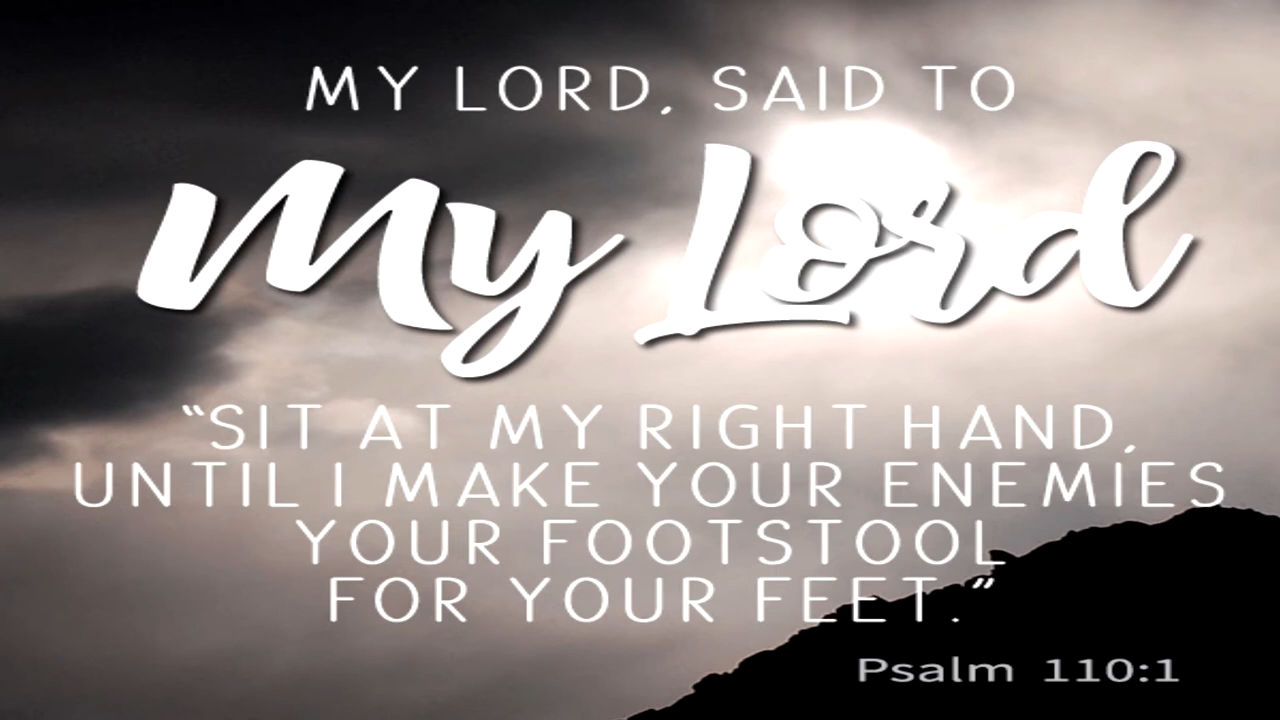 MY LORD, SAID TO
My Lord
“SIT AT MY RIGHT HAND,
UNTIL I MAKE YOUR ENEMIES
YOUR FOOTSTOOL
FOR YOUR FEET.”
Psalm 110:1